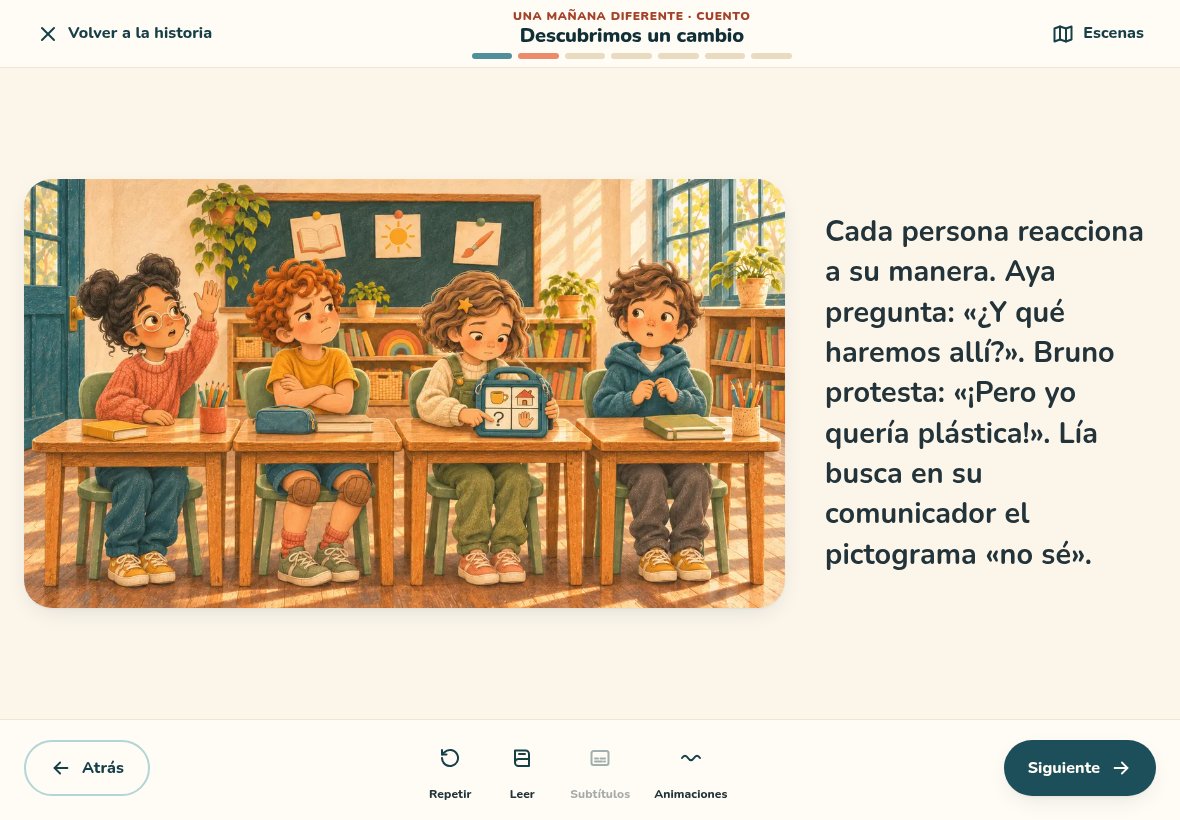 Volver a la historia
UNA MAÑANA DIFERENTE · CUENTO
Descubrimos un cambio
Escenas
?
Cada persona reacciona
a su manera. Aya
pregunta: «¿Y qué
haremos allí?». Bruno
protesta: «¡Pero yo
quería plástica!». Lía
busca en su
comunicador el
pictograma «no sé».
Atrás
Repetir
Leer
Subtítulos
Animaciones
Siguiente